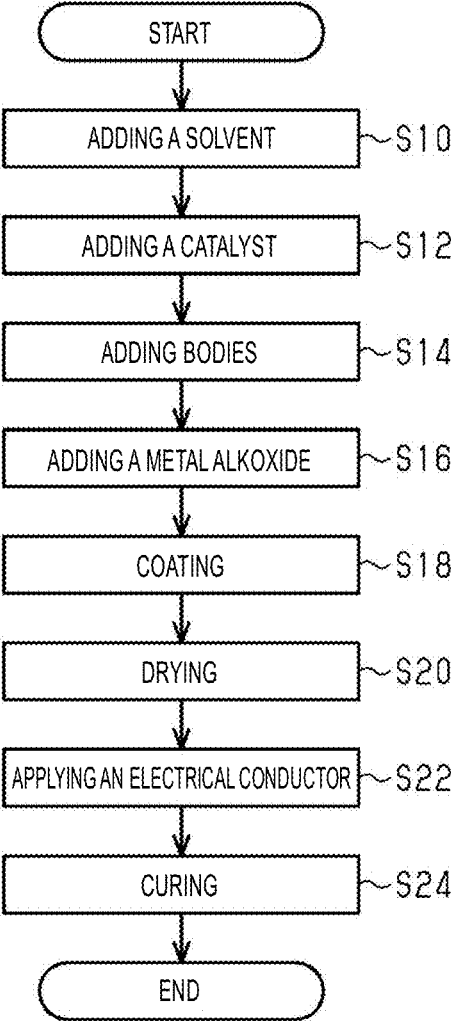 START
ADDING A SOLVENT S10
ADDING A CATALYST S12
ADDING BODIES S14
ADDING A METAL ALKOXIDE S16
COATING S18
DRYING S20
APPLYING AN ELECTRICAL CONDUCTOR S22
CURING S24
END